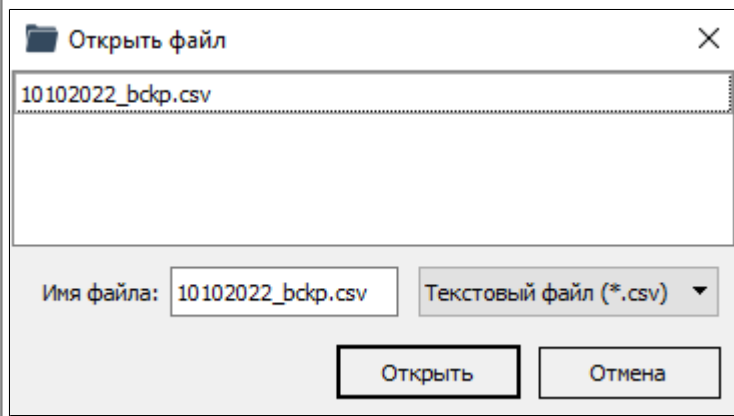 Открыть файл
10102022_bckp.csv
Имя файла: 10102022_bckp.csv Текстовый файл (*.csv)
Открыть Отмена